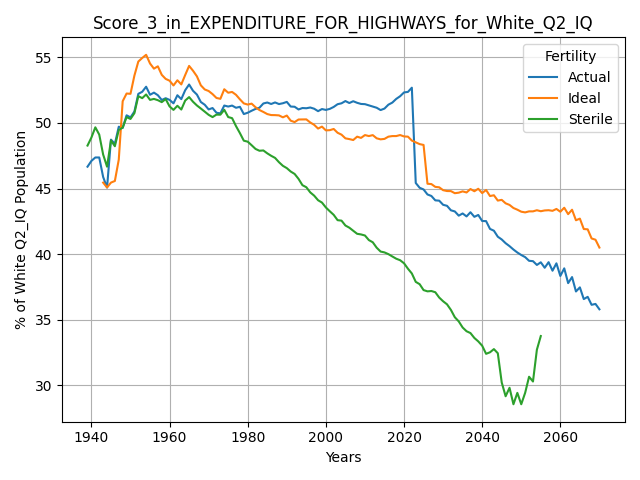 Score_3_in_EXPENDITURE_FOR_HIGHWAYS_for_White_Q2_IQ
% of White Q2_IQ Population
55
50
45
40
35
30
Fertility
Actual
Ideal
Sterile
1940 1960 1980 2000 2020 2040 2060
Years